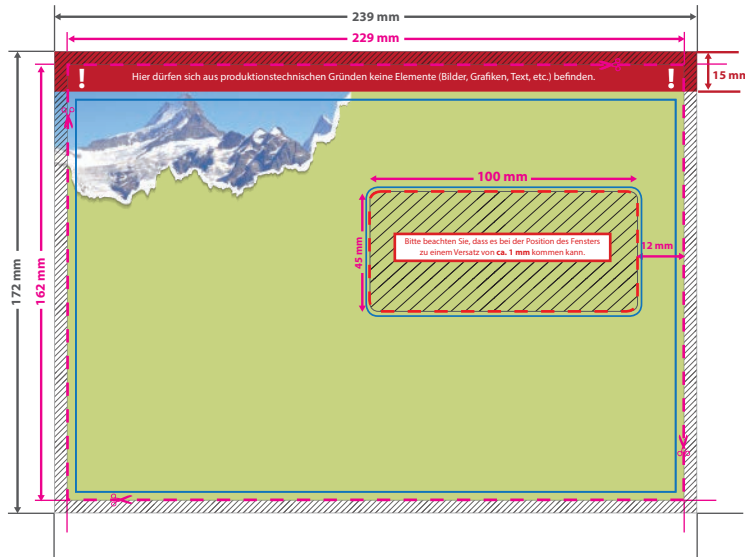 239 mm
229 mm
! Hier dürfen sich aus produktionstechnischen Gründen keine Elemente (Bilder, Grafiken, Text, etc.) befinden. !
15 mm
100 mm
45 mm
Bitte beachten Sie, dass es bei der Position des Fensters
zu einem Versatz von ca. 1 mm kommen kann.
12 mm
172 mm
162 mm